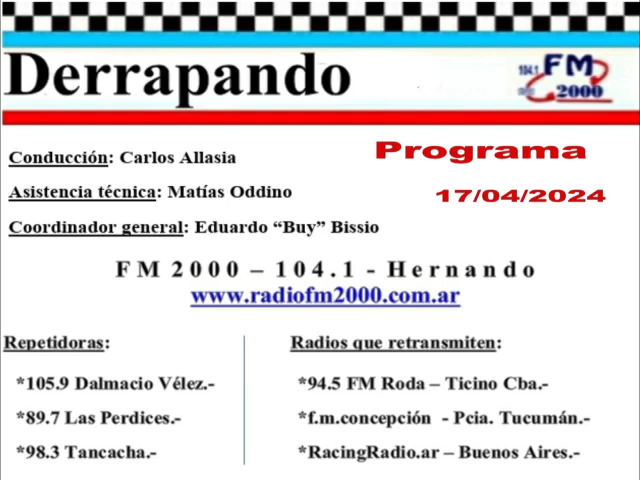 Derrapando
104.1 FM
2000
Conducción: Carlos Allasia
Programa
Asistencia técnica: Matías Oddino
17/04/2024
Coordinador general: Eduardo “Buy” Bissio
FM 2000 – 104.1 - Hernando
www.radiofm2000.com.ar
Repetidoras:
*105.9 Dalmacio Vélez.-
*89.7 Las Perdices.-
*98.3 Tancacha.-
Radios que retransmiten:
*94.5 FM Roda – Ticino Cba.-
*f.m.concepción - Pcia. Tucumán.-
*RacingRadio.ar – Buenos Aires.-